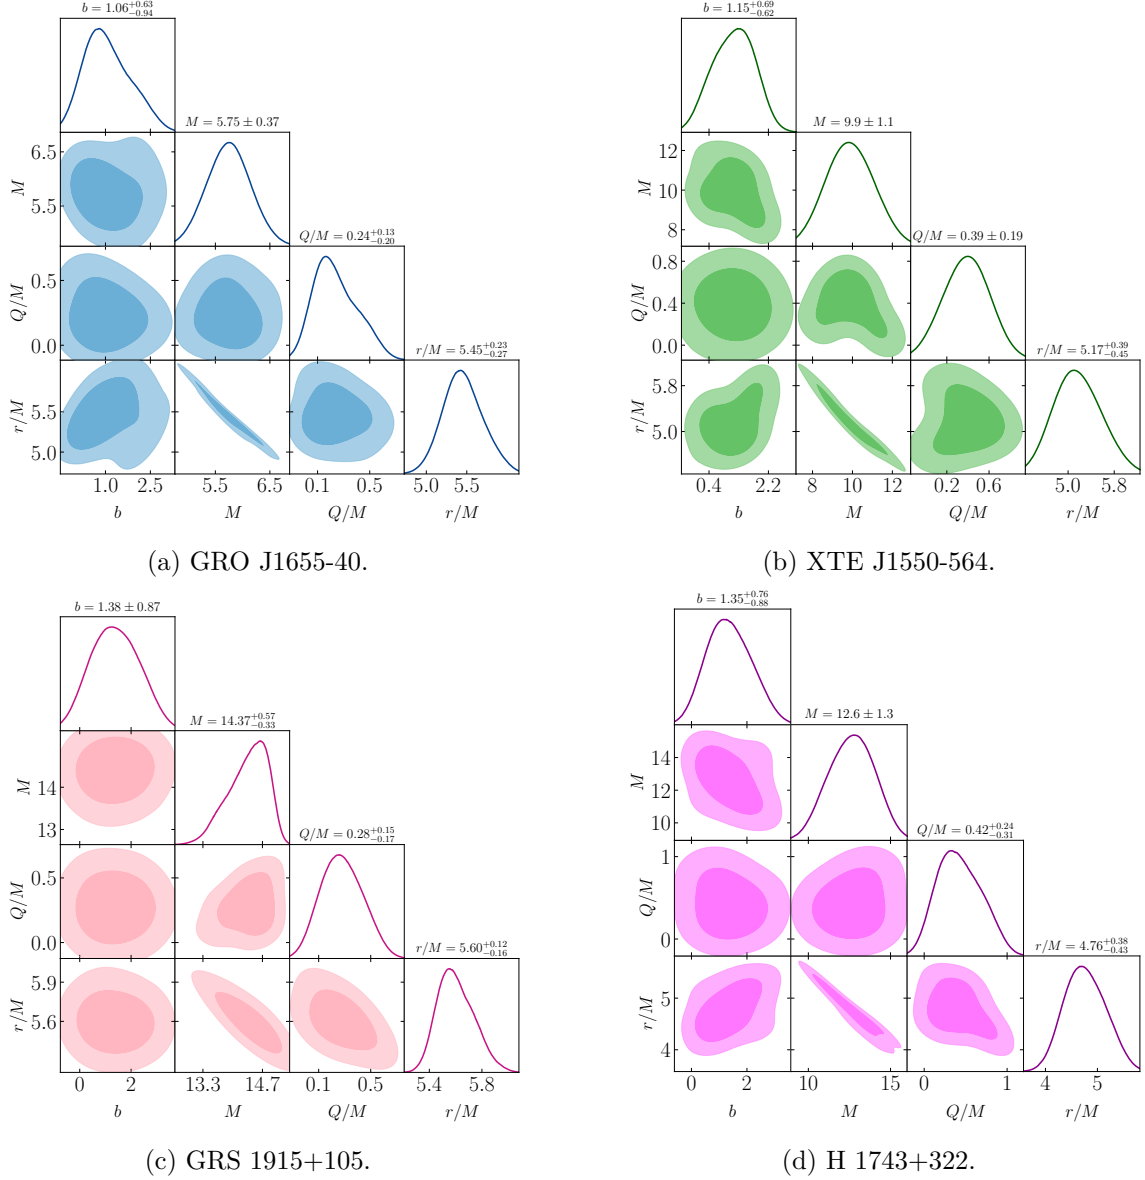 b = 1.06^{+0.63}_{-0.94}
M = 5.75 ± 0.37
6.5
5.5
M
Q/M = 0.24^{+0.13}_{-0.20}
0.5
0.0
Q/M
r/M = 5.45^{+0.23}_{-0.27}
5.5
5.0
r/M
1.0 2.5 5.5 6.5 0.1 0.5 5.0 5.5
b M Q/M r/M
(a) GRO J1655-40.
b = 1.15^{+0.69}_{-0.62}
M = 9.9 ± 1.1
12
10
8
M
Q/M = 0.39 ± 0.19
0.8
0.4
0.0
Q/M
r/M = 5.17^{+0.39}_{-0.45}
5.8
5.0
r/M
0.4 2.2 8 10 12 0.2 0.6 5.0 5.8
b M Q/M r/M
(b) XTE J1550-564.
b = 1.38 ± 0.87
M = 14.37^{+0.57}_{-0.33}
14
13
M
Q/M = 0.28^{+0.15}_{-0.17}
0.5
0.0
Q/M
r/M = 5.60^{+0.12}_{-0.16}
5.9
5.6
r/M
0 2 13.3 14.7 0.1 0.5 5.4 5.8
b M Q/M r/M
(c) GRS 1915+105.
b = 1.35^{+0.76}_{-0.88}
M = 12.6 ± 1.3
14
12
10
M
Q/M = 0.42^{+0.24}_{-0.31}
1
0
Q/M
r/M = 4.76^{+0.38}_{-0.43}
5
4
r/M
0 2 10 15 0 1 4 5
b M Q/M r/M
(d) H 1743+322.